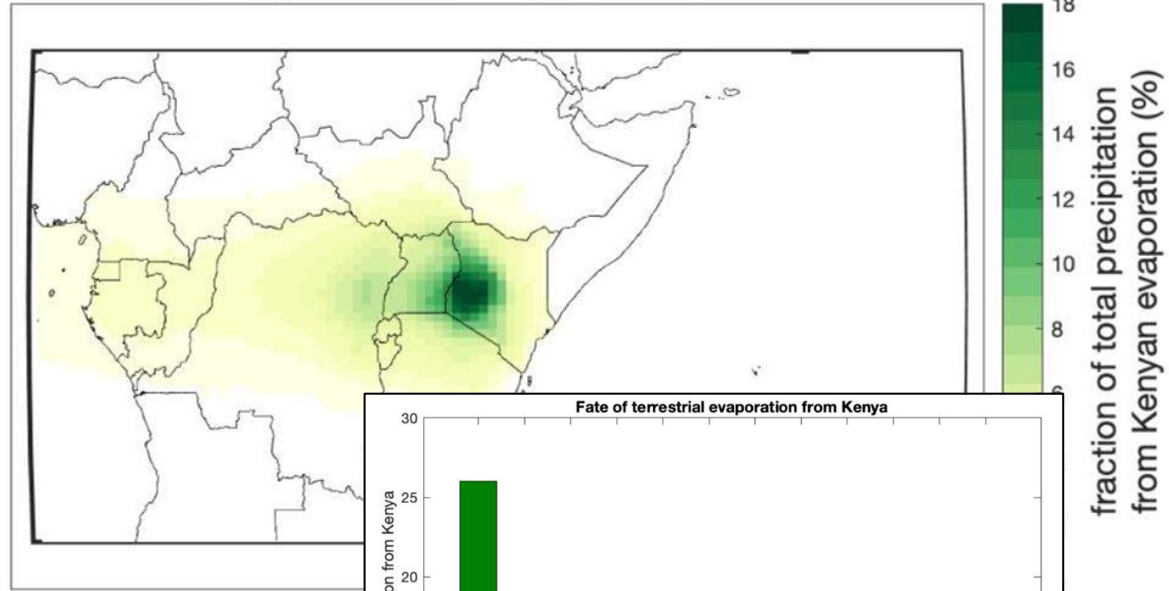 18
16
14
12
10
8
fraction of total precipitation
from Kenyan evaporation (%)
Fate of terrestrial evaporation from Kenya
30
25
20
on from Kenya